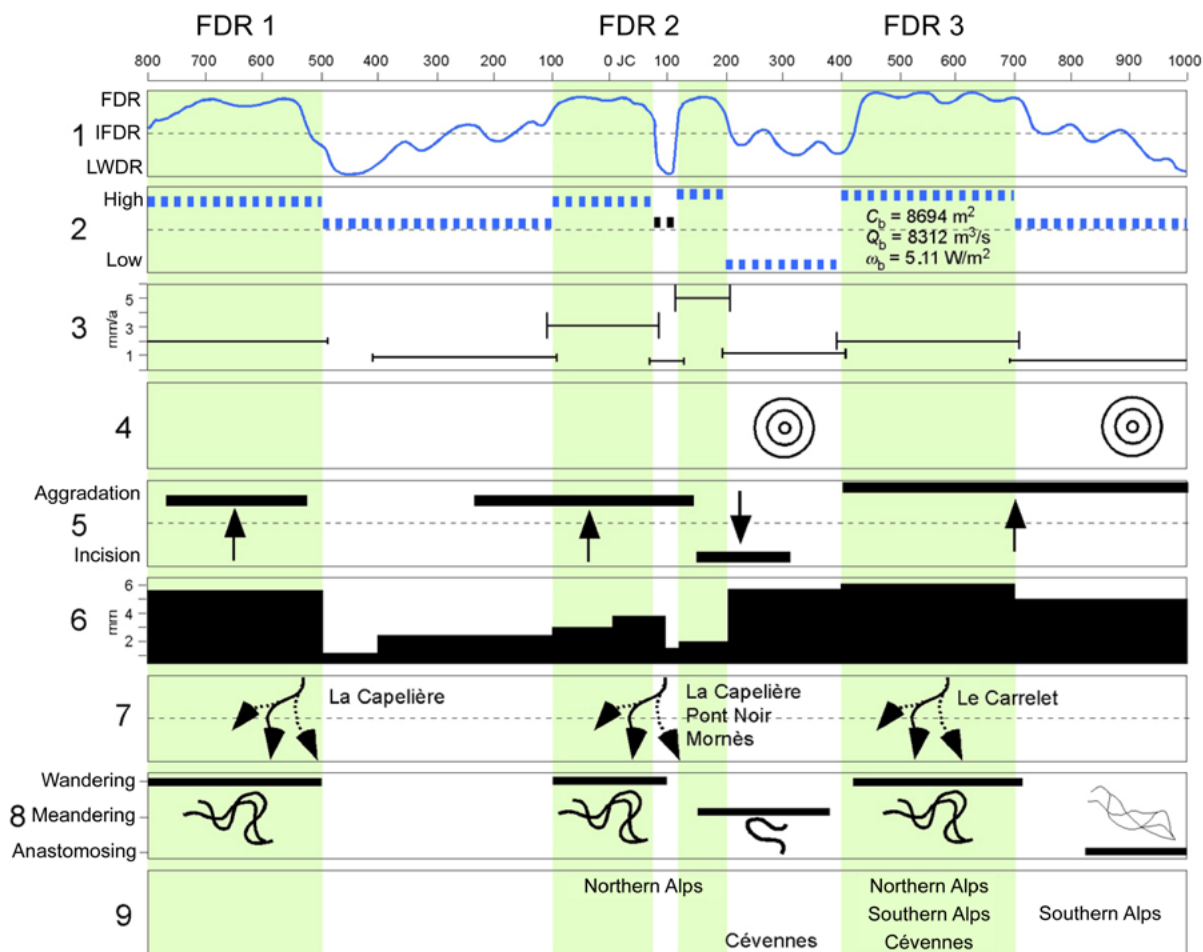 FDR 1 FDR 2 FDR 3
800 700 600 500 400 300 200 100 0 JC 100 200 300 400 500 600 700 800 900 1000
FDR
1 IFDR
LWDR
High
2
Low
Cb = 8694 m²
Qb = 8312 m³/s
ωb = 5.11 W/m²
3 mm/a
5
3
1
4
Aggradation
5
Incision
6 mm
6
4
2
7
La Capelière
La Capelière
Pont Noir
Mornès
Le Carrelet
Wandering
8 Meandering
Anastomosing
9
Northern Alps
Cévennes
Northern Alps
Southern Alps
Cévennes
Southern Alps